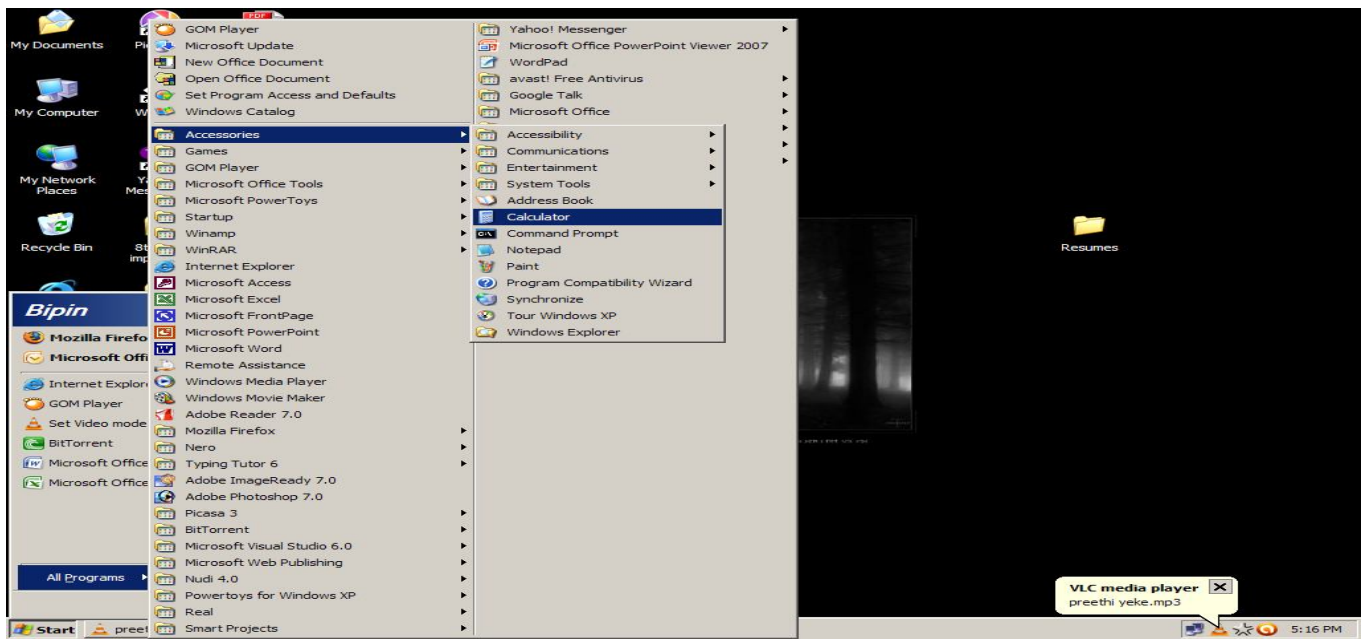 My Documents
My Computer
My Network
Places
Recycle Bin
Resumes
Bipin
Mozilla Firefo
Microsoft Offi
Internet Explor
GOM Player
Set Video mode
BitTorrent
Microsoft Office
Microsoft Office
All Programs
GOM Player
Microsoft Update
New Office Document
Open Office Document
Set Program Access and Defaults
Windows Catalog
Accessories
Games
GOM Player
Microsoft Office Tools
Microsoft PowerToys
Startup
Winamp
WinRAR
Internet Explorer
Microsoft Access
Microsoft Excel
Microsoft FrontPage
Microsoft PowerPoint
Microsoft Word
Remote Assistance
Windows Media Player
Windows Movie Maker
Adobe Reader 7.0
Mozilla Firefox
Nero
Typing Tutor 6
Adobe ImageReady 7.0
Adobe Photoshop 7.0
Picasa 3
BitTorrent
Microsoft Visual Studio 6.0
Microsoft Web Publishing
Nudi 4.0
Powertoys for Windows XP
Real
Smart Projects
Yahoo! Messenger
Microsoft Office PowerPoint Viewer 2007
WordPad
avast! Free Antivirus
Google Talk
Microsoft Office
Accessibility
Communications
Entertainment
System Tools
Address Book
Calculator
Command Prompt
Notepad
Paint
Program Compatibility Wizard
Synchronize
Tour Windows XP
Windows Explorer
VLC media player
preethi yeke.mp3
Start
preet
5:16 PM